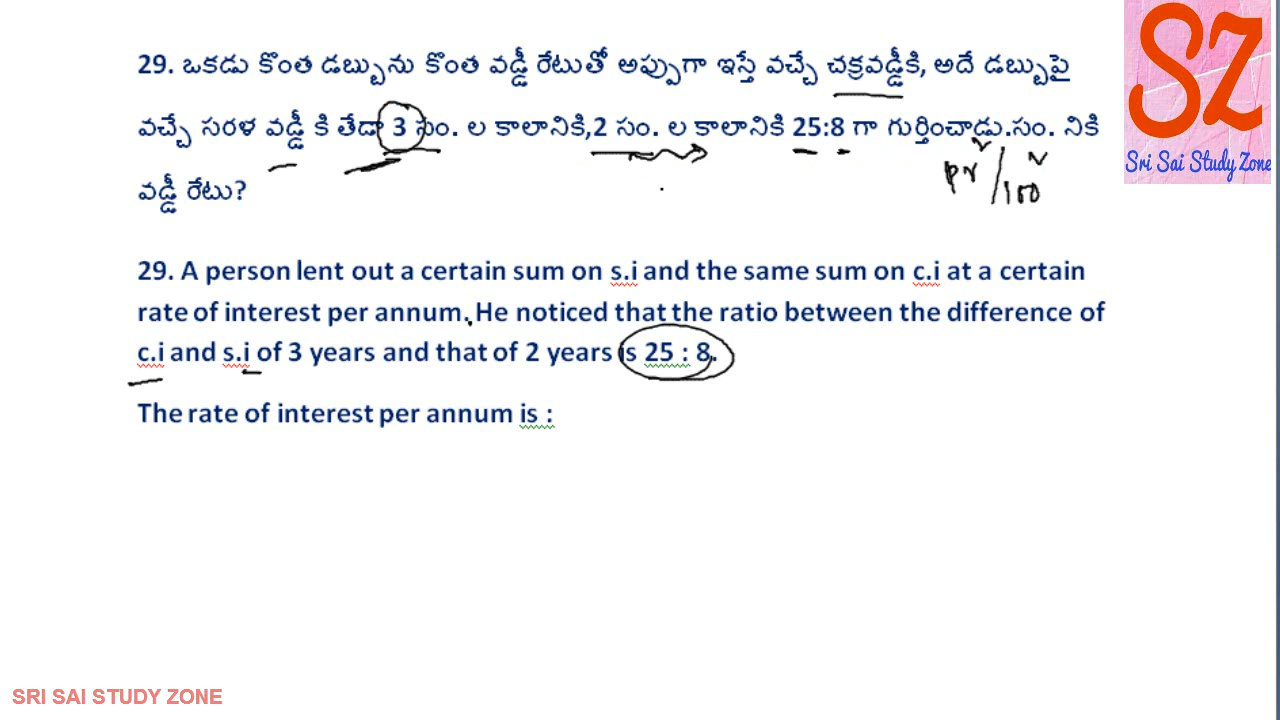 SZ
Sri Sai Study Zone
29. ఒకడు కొంత డబ్బును కొంత వడ్డీ రేటుతో అప్పుగా ఇస్తే వచ్చే చక్రవడ్డీకి, అదే డబ్బుపై
వచ్చే సరళ వడ్డీ కి తేడా 3 సం. ల కాలానికి,2 సం. ల కాలానికి 25:8 గా గుర్తించాడు.సం. నికి
వడ్డీ రేటు?
pr²/100²
29. A person lent out a certain sum on s.i and the same sum on c.i at a certain
rate of interest per annum. He noticed that the ratio between the difference of
c.i and s.i of 3 years and that of 2 years is 25 : 8.
The rate of interest per annum is :
SRI SAI STUDY ZONE